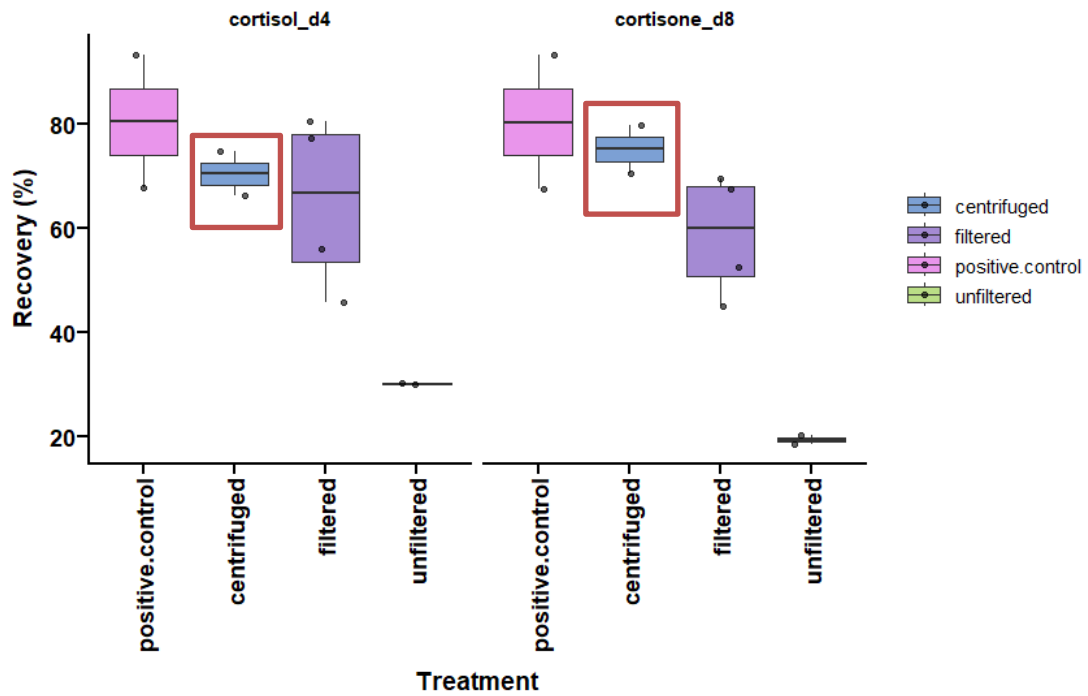 cortisol_d4
cortisone_d8
Recovery (%)
80
60
40
20
positive.control
centrifuged
filtered
unfiltered
positive.control
centrifuged
filtered
unfiltered
Treatment
centrifuged
filtered
positive.control
unfiltered